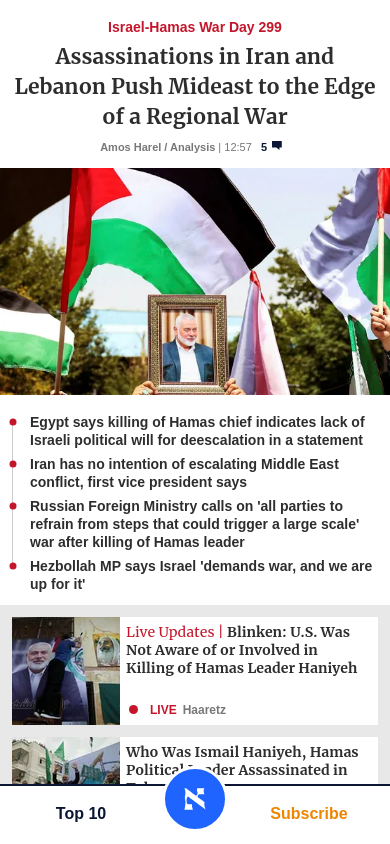 Israel-Hamas War Day 299
Assassinations in Iran and
Lebanon Push Mideast to the Edge
of a Regional War
Amos Harel / Analysis | 12:57 5
Egypt says killing of Hamas chief indicates lack of
Israeli political will for deescalation in a statement
Iran has no intention of escalating Middle East
conflict, first vice president says
Russian Foreign Ministry calls on 'all parties to
refrain from steps that could trigger a large scale'
war after killing of Hamas leader
Hezbollah MP says Israel 'demands war, and we are
up for it'
Live Updates | Blinken: U.S. Was
Not Aware of or Involved in
Killing of Hamas Leader Haniyeh
LIVE Haaretz
Who Was Ismail Haniyeh, Hamas
Political Assassinated in
Top 10
Subscribe